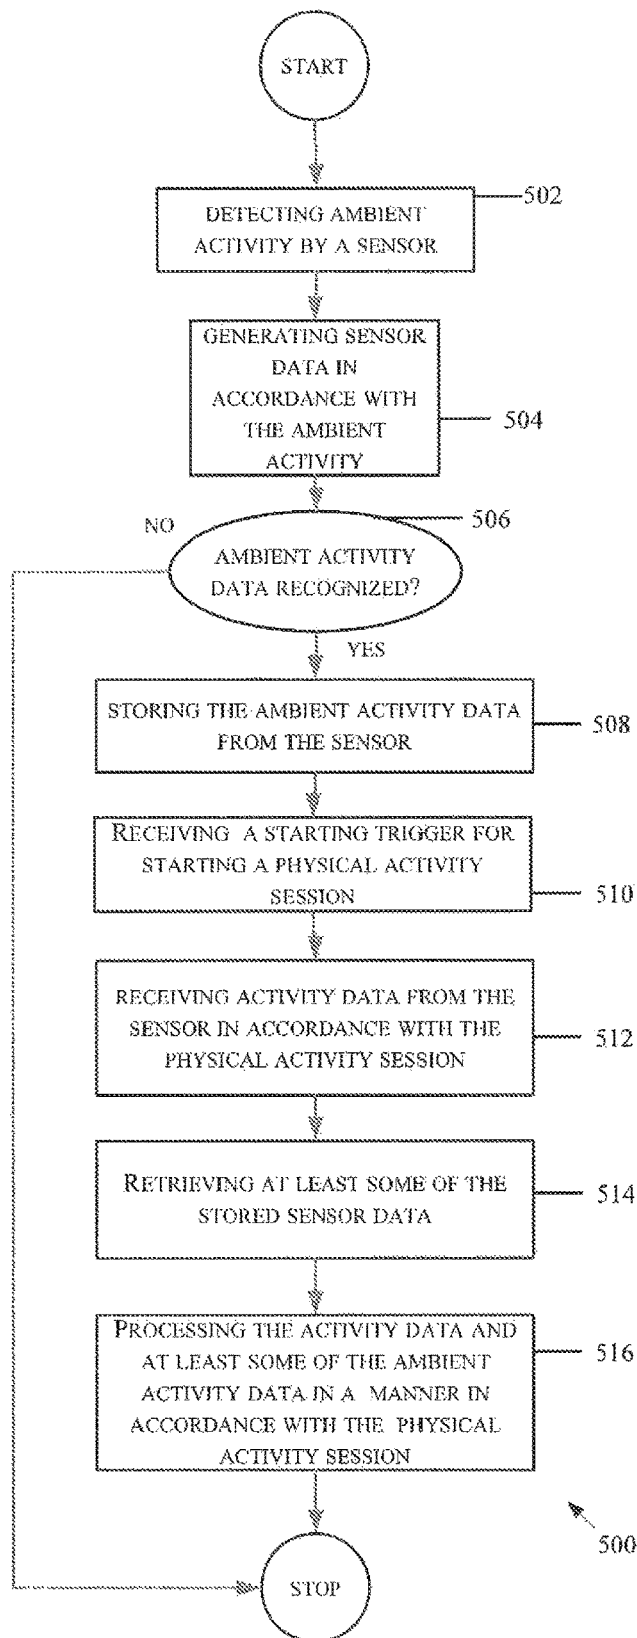 START
502
DETECTING AMBIENT
ACTIVITY BY A SENSOR
GENERATING SENSOR
DATA IN
ACCORDANCE WITH
THE AMBIENT
ACTIVITY
504
506
NO
AMBIENT ACTIVITY
DATA RECOGNIZED?
YES
STORING THE AMBIENT ACTIVITY DATA
FROM THE SENSOR
508
RECEIVING A STARTING TRIGGER FOR
STARTING A PHYSICAL ACTIVITY
SESSION
510
RECEIVING ACTIVITY DATA FROM THE
SENSOR IN ACCORDANCE WITH THE
PHYSICAL ACTIVITY SESSION
512
RETRIEVING AT LEAST SOME OF THE
STORED SENSOR DATA
514
PROCESSING THE ACTIVITY DATA AND
AT LEAST SOME OF THE AMBIENT
ACTIVITY DATA IN A MANNER IN
ACCORDANCE WITH THE PHYSICAL
ACTIVITY SESSION
516
500
STOP